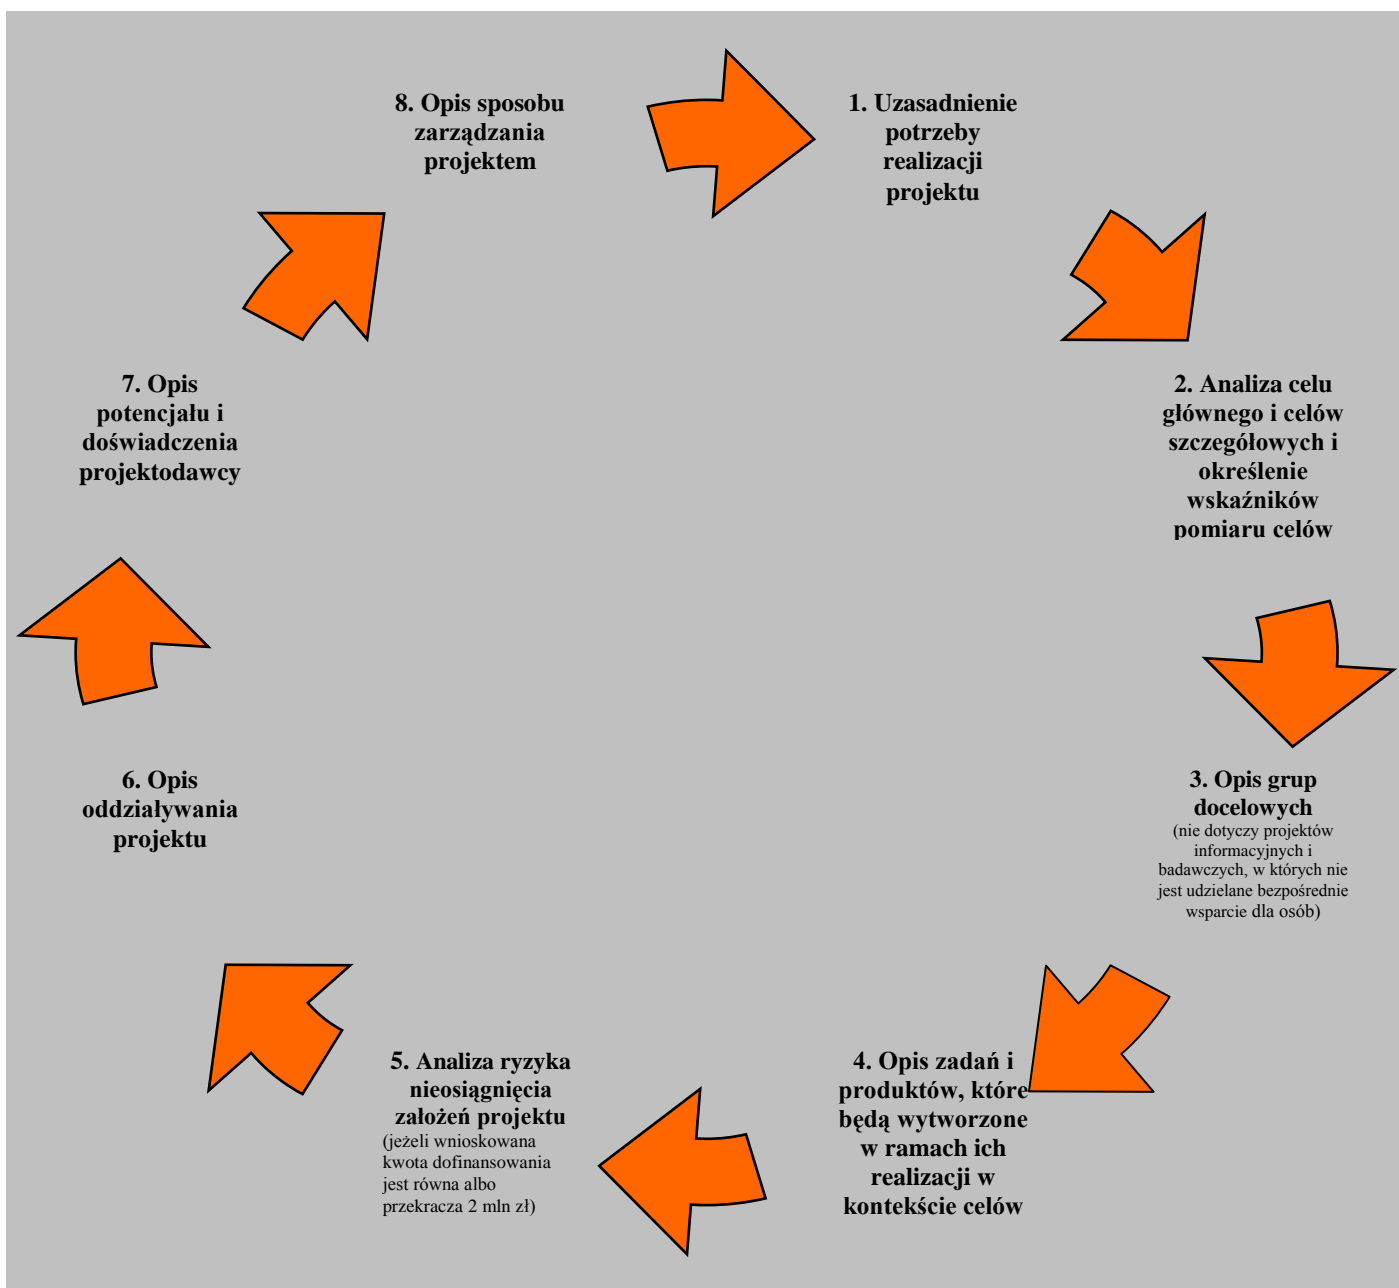 8. Opis sposobu
zarządzania
projektem
1. Uzasadnienie
potrzeby
realizacji
projektu
2. Analiza celu
głównego i celów
szczegółowych i
określenie
wskaźników
pomiaru celów
3. Opis grup
docelowych
(nie dotyczy projektów
informacyjnych i
badawczych, w których nie
jest udzielane bezpośrednie
wsparcie dla osób)
4. Opis zadań i
produktów, które
będą wytworzone
w ramach ich
realizacji w
kontekście celów
5. Analiza ryzyka
nieosiągnięcia
założeń projektu
(jeżeli wnioskowana
kwota dofinansowania
jest równa albo
przekracza 2 mln zł)
6. Opis
oddziaływania
projektu
7. Opis
potencjału i
doświadczenia
projektodawcy